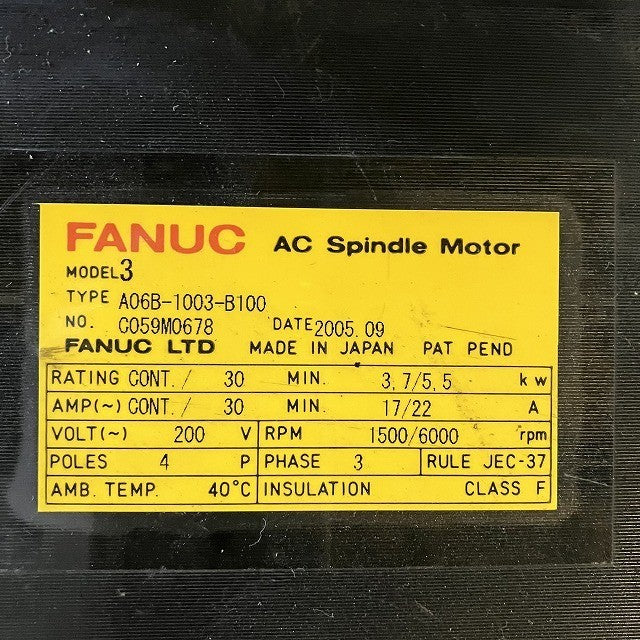 FANUC AC Spindle Motor
MODEL 3
TYPE A06B-1003-B100
NO. C059M0678 DATE 2005.09
FANUC LTD MADE IN JAPAN PAT PEND
RATING CONT. / 30 MIN. 3.7/5.5 kw
AMP(~) CONT. / 30 MIN. 17/22 A
VOLT(~) 200 V RPM 1500/6000 rpm
POLES 4 P PHASE 3 RULE JEC-37
AMB. TEMP. 40°C INSULATION CLASS F